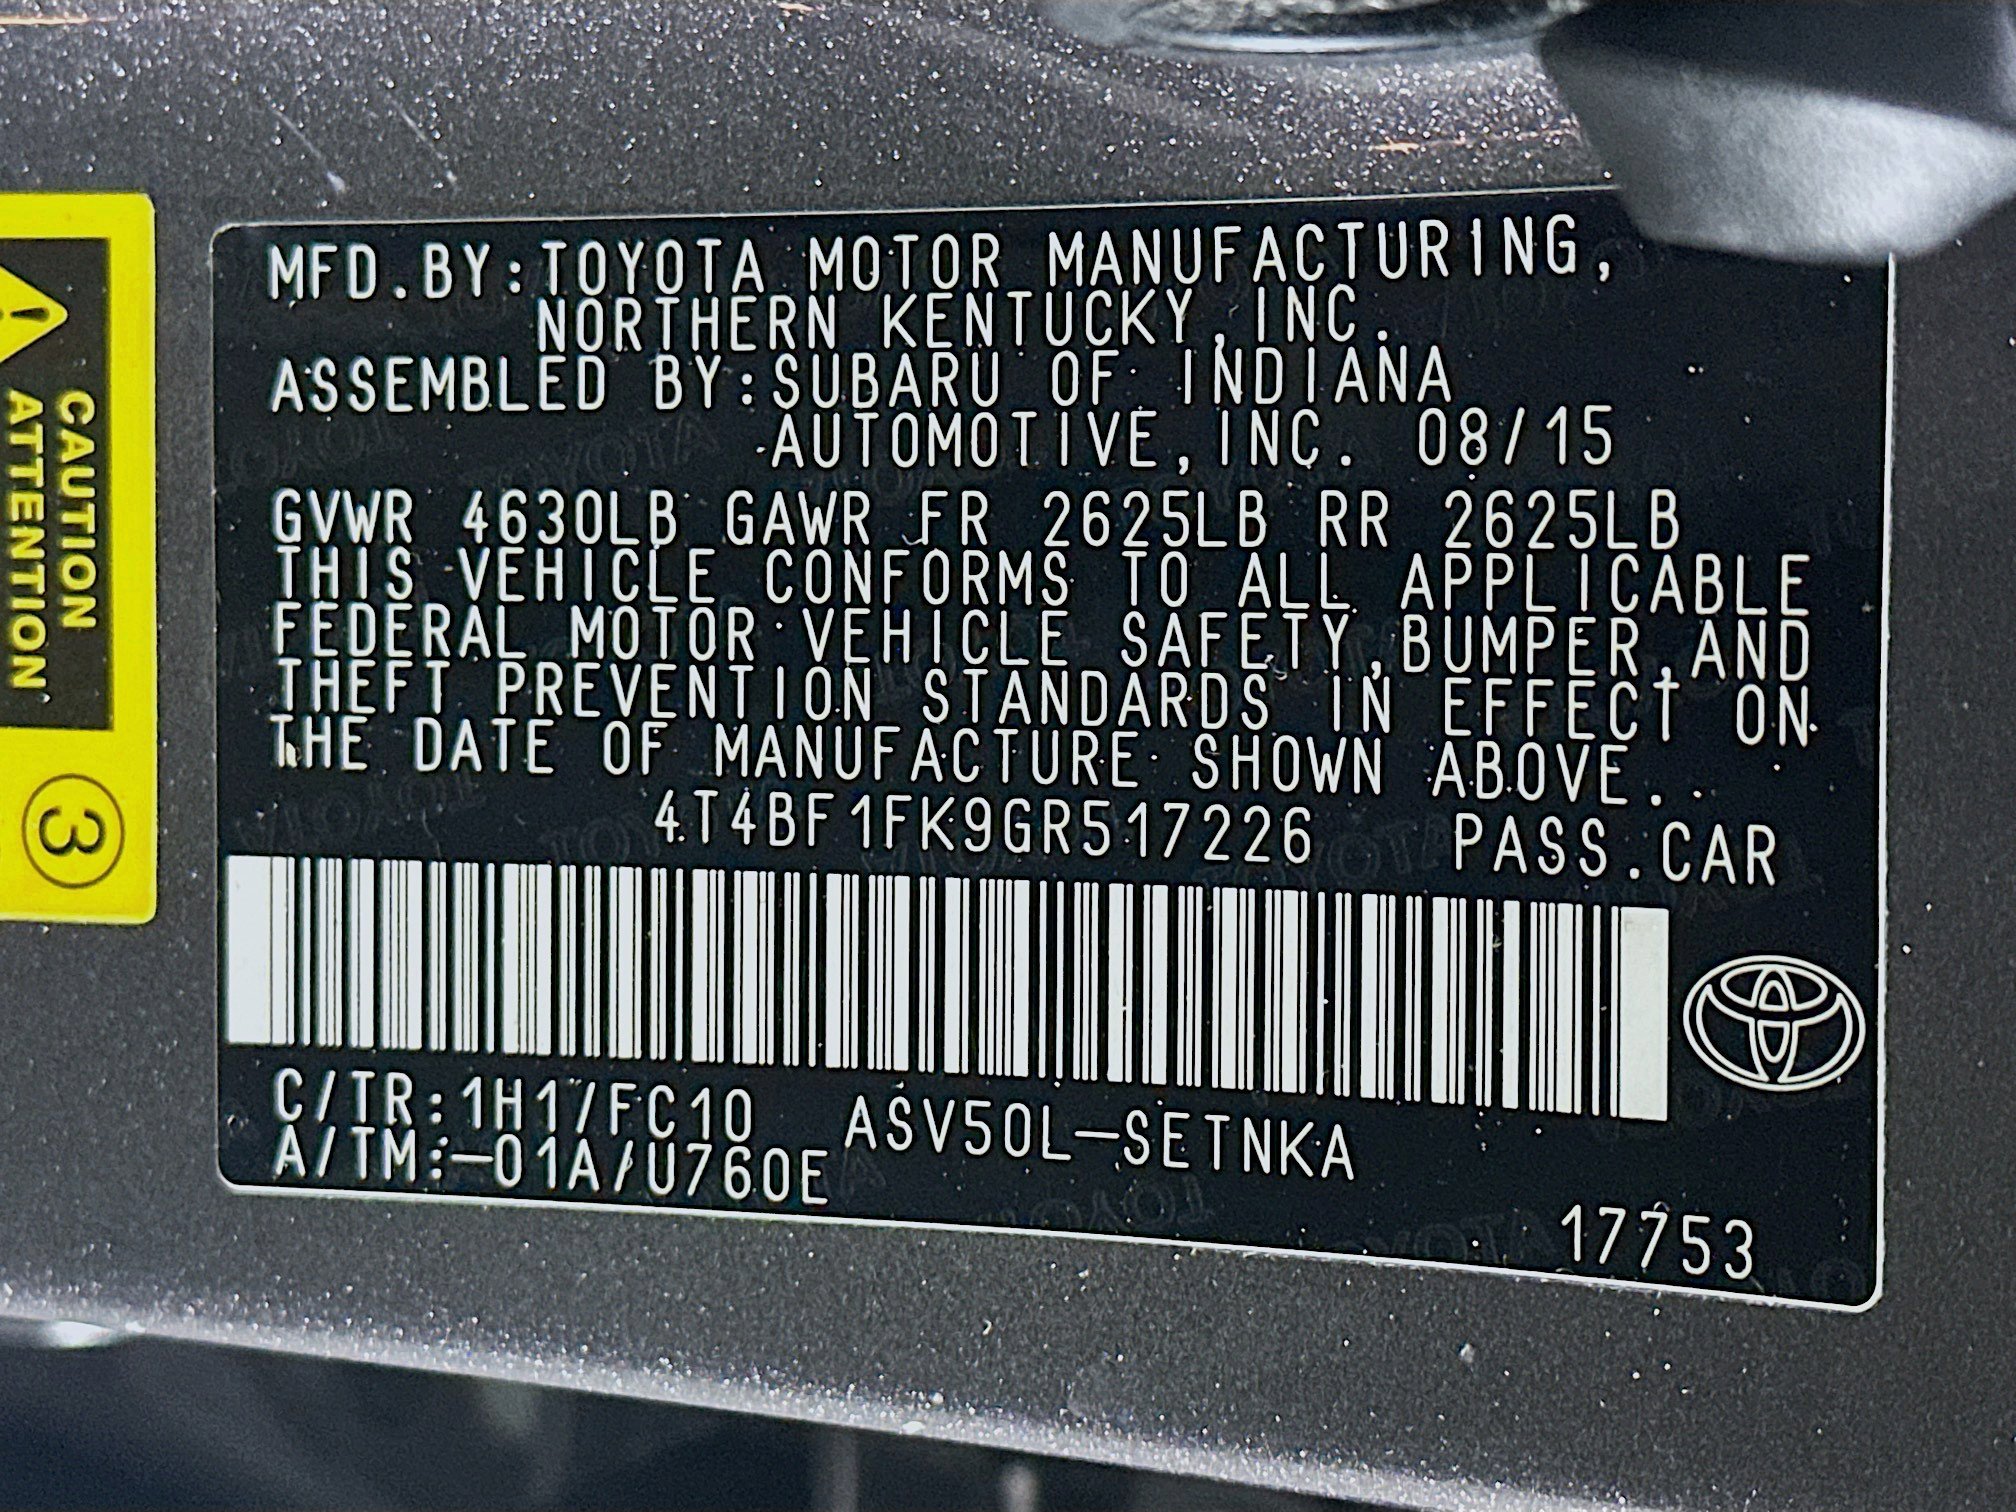 MFD.BY:TOYOTA MOTOR MANUFACTURING,
NORTHERN KENTUCKY,INC.
ASSEMBLED BY:SUBARU OF INDIANA
AUTOMOTIVE,INC. 08/15
GVWR 4630LB GAWR FR 2625LB RR 2625LB
THIS VEHICLE CONFORMS TO ALL APPLICABLE
FEDERAL MOTOR VEHICLE SAFETY,BUMPER,AND
THEFT PREVENTION STANDARDS IN EFFECT ON
THE DATE OF MANUFACTURE SHOWN ABOVE.
4T4BF1FK9GR517226 PASS.CAR
C/TR:1H17/FC10 ASV50L-SETNKA
A/TM:-01A/U760E
17753
CAUTION
ATTENTION
3